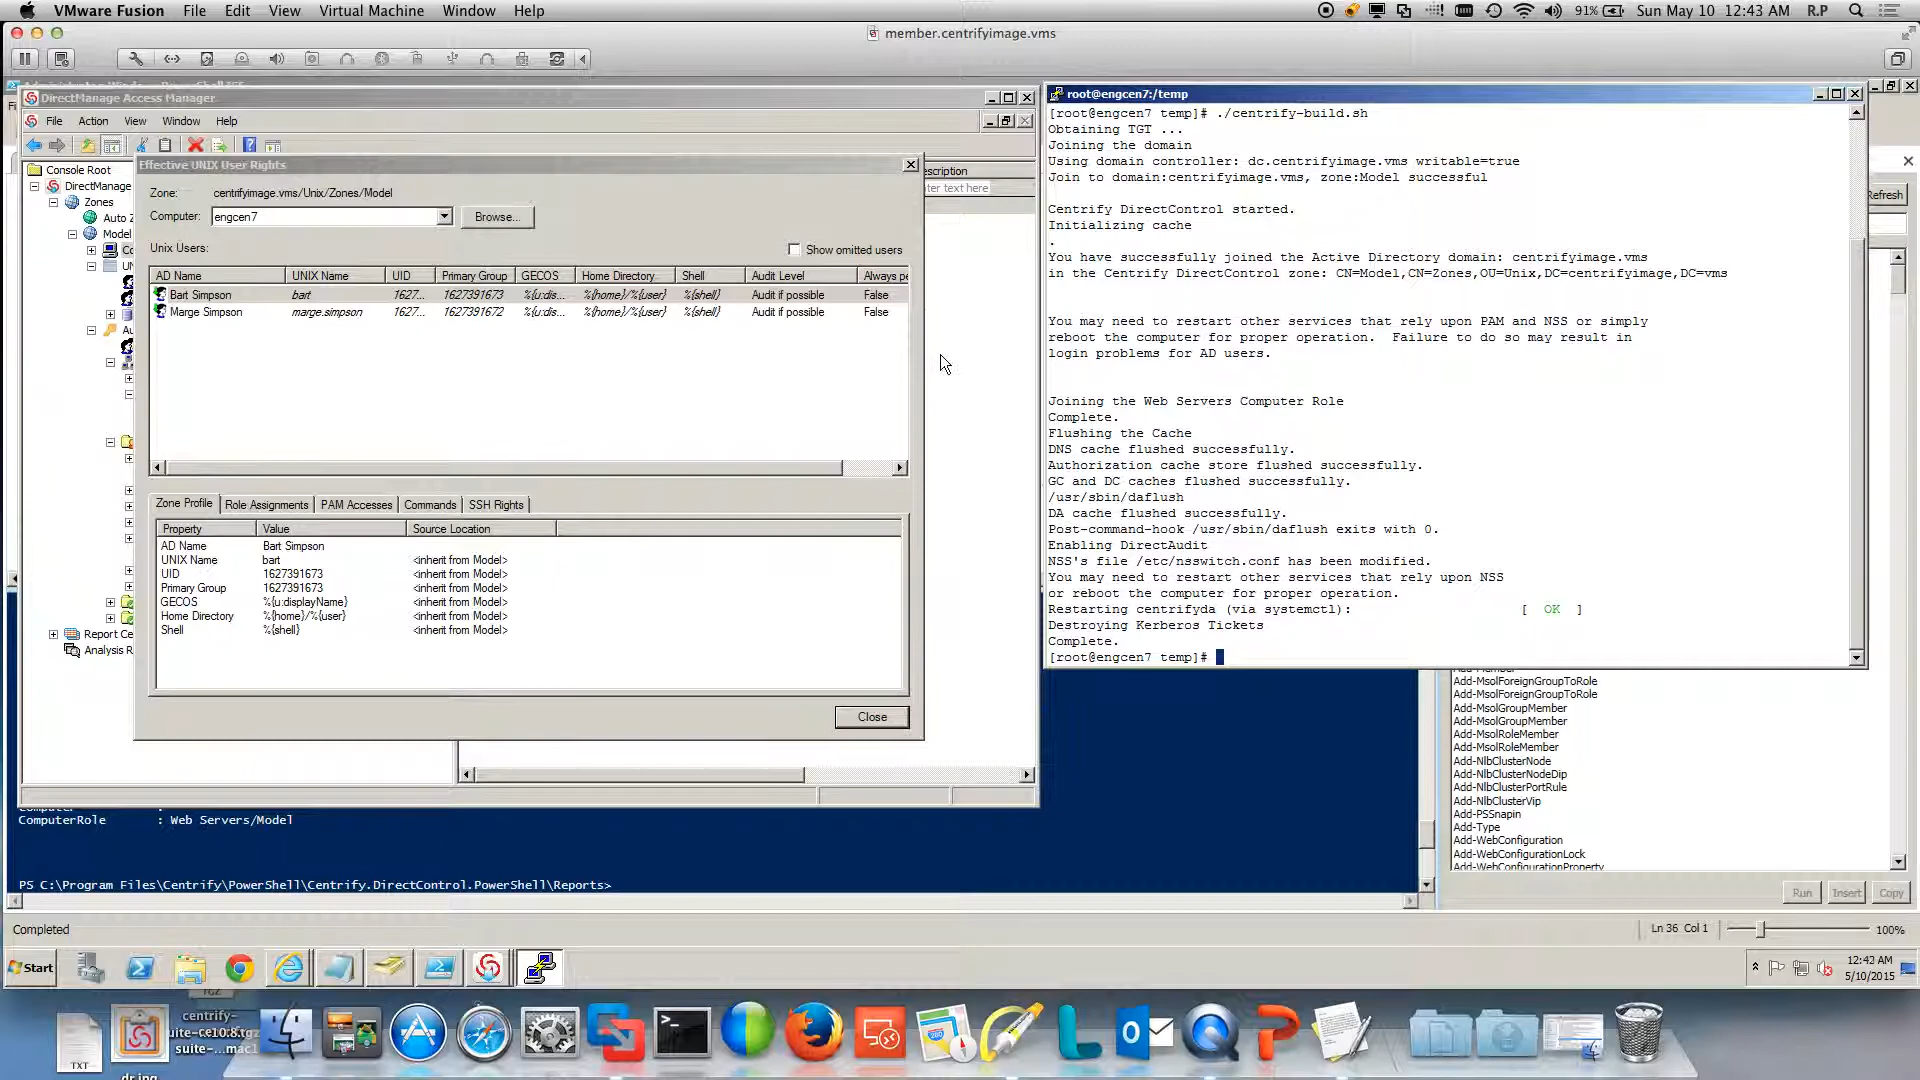 VMware Fusion File Edit View Virtual Machine Window Help
91% Sun May 10 12:43 AM R.P
member.centrifyimage.vms
DirectManage Access Manager
File Action View Window Help
Console Root
DirectManage
Zones
Auto Z
Model
Report Ce
Analysis R
Effective UNIX User Rights
Zone: centrifyimage.vms/Unix/Zones/Model
Computer: engcen7 Browse...
Unix Users: Show omitted users
AD Name UNIX Name UID Primary Group GECOS Home Directory Shell Audit Level Always pe
Bart Simpson bart 1627... 1627391673 %{u:dis... %{home}/%{user} %{shell} Audit if possible False
Marge Simpson marge.simpson 1627... 1627391672 %{u:dis... %{home}/%{user} %{shell} Audit if possible False
Zone Profile Role Assignments PAM Accesses Commands SSH Rights
Property Value Source Location
AD Name Bart Simpson
UNIX Name bart <inherit from Model>
UID 1627391673 <inherit from Model>
Primary Group 1627391673 <inherit from Model>
GECOS %{u:displayName} <inherit from Model>
Home Directory %{home}/%{user} <inherit from Model>
Shell %{shell} <inherit from Model>
Close
escription
ter text here
root@engcen7:/temp
[root@engcen7 temp]# ./centrify-build.sh
Obtaining TGT ...
Joining the domain
Using domain controller: dc.centrifyimage.vms writable=true
Join to domain:centrifyimage.vms, zone:Model successful
Centrify DirectControl started.
Initializing cache
.
You have successfully joined the Active Directory domain: centrifyimage.vms
in the Centrify DirectControl zone: CN=Model,CN=Zones,OU=Unix,DC=centrifyimage,DC=vms
You may need to restart other services that rely upon PAM and NSS or simply
reboot the computer for proper operation.  Failure to do so may result in
login problems for AD users.
Joining the Web Servers Computer Role
Complete.
Flushing the Cache
DNS cache flushed successfully.
Authorization cache store flushed successfully.
GC and DC caches flushed successfully.
/usr/sbin/daflush
DA cache flushed successfully.
Post-command-hook /usr/sbin/daflush exits with 0.
Enabling DirectAudit
NSS's file /etc/nsswitch.conf has been modified.
You may need to restart other services that rely upon NSS
or reboot the computer for proper operation.
Restarting centrifyda (via systemctl): [ OK ]
Destroying Kerberos Tickets
Complete.
[root@engcen7 temp]#
Refresh
Add-MsolForeignGroupToRole
Add-MsolForeignGroupToRole
Add-MsolGroupMember
Add-MsolGroupMember
Add-MsolRoleMember
Add-MsolRoleMember
Add-NlbClusterNode
Add-NlbClusterNodeDip
Add-NlbClusterPortRule
Add-NlbClusterVip
Add-PSSnapin
Add-Type
Add-WebConfiguration
Add-WebConfigurationLock
Add-WebConfigurationProperty
Run Insert Copy
ComputerRole : Web Servers/Model
PS C:\Program Files\Centrify\PowerShell\Centrify.DirectControl.PowerShell\Reports>
Completed
Ln 36 Col 1
100%
Start
12:43 AM
5/10/2015
TXT
centrify-
suite-...mac1